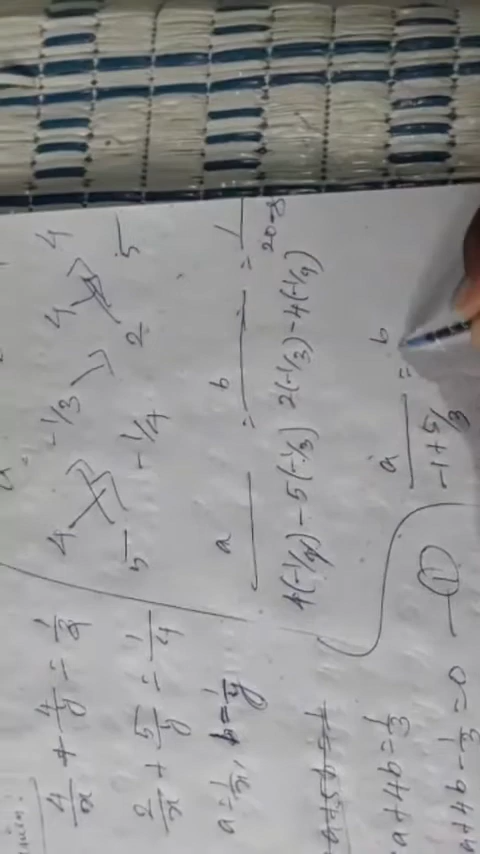 4/x + 4/y = 1/3
2/x + 5/y = 1/4
a = 1/x, b = 1/y
a + 4b = 1/3
a + 4b - 1/3 = 0 — ①
4 -1/3 4 4
5 -1/4 2 5
a / 4(-1/4) - 5(-1/3) = b / 2(-1/3) - 4(-1/4) = 1 / 20-8
a / -1 + 5/3 = b